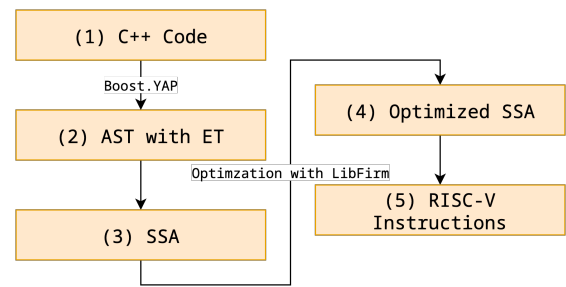 (1) C++ Code
Boost.YAP
(2) AST with ET
(3) SSA
Optimzation with LibFirm
(4) Optimized SSA
(5) RISC-V
Instructions